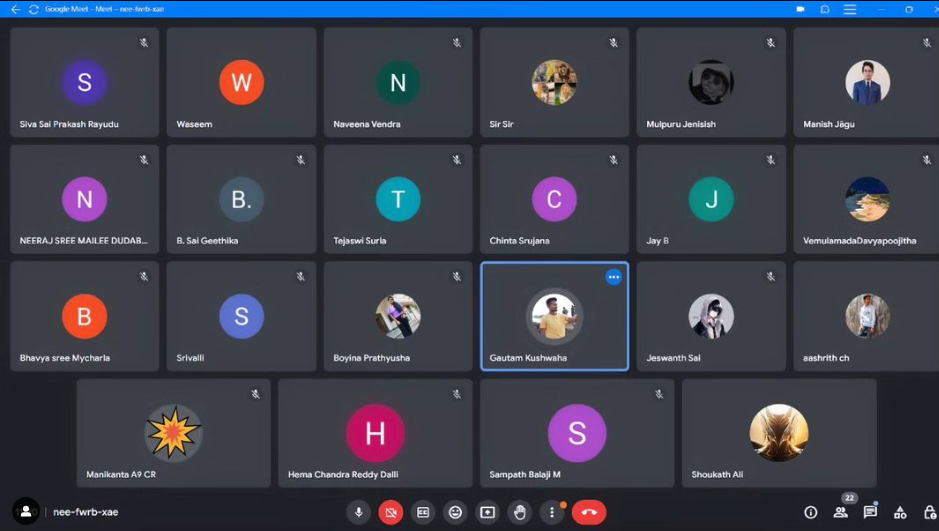 Google Meet - Meet – nee-fwrb-xae
S
Siva Sai Prakash Rayudu
W
Waseem
N
Naveena Vendra
Sir Sir
Mulpuru Jenisish
Manish Jägu
N
NEERAJ SREE MAILEE DUDAB...
B.
B. Sai Geethika
T
Tejaswi Surla
C
Chinta Srujana
J
Jay B
VemulamadaDavyapoojitha
B
Bhavya sree Mycharla
S
Srivalli
Boyina Prathyusha
Gautam Kushwaha
Jeswanth Sai
aashrith ch
Manikanta A9 CR
H
Hema Chandra Reddy Dalli
S
Sampath Balaji M
Shoukath Ali
nee-fwrb-xae
CC
22